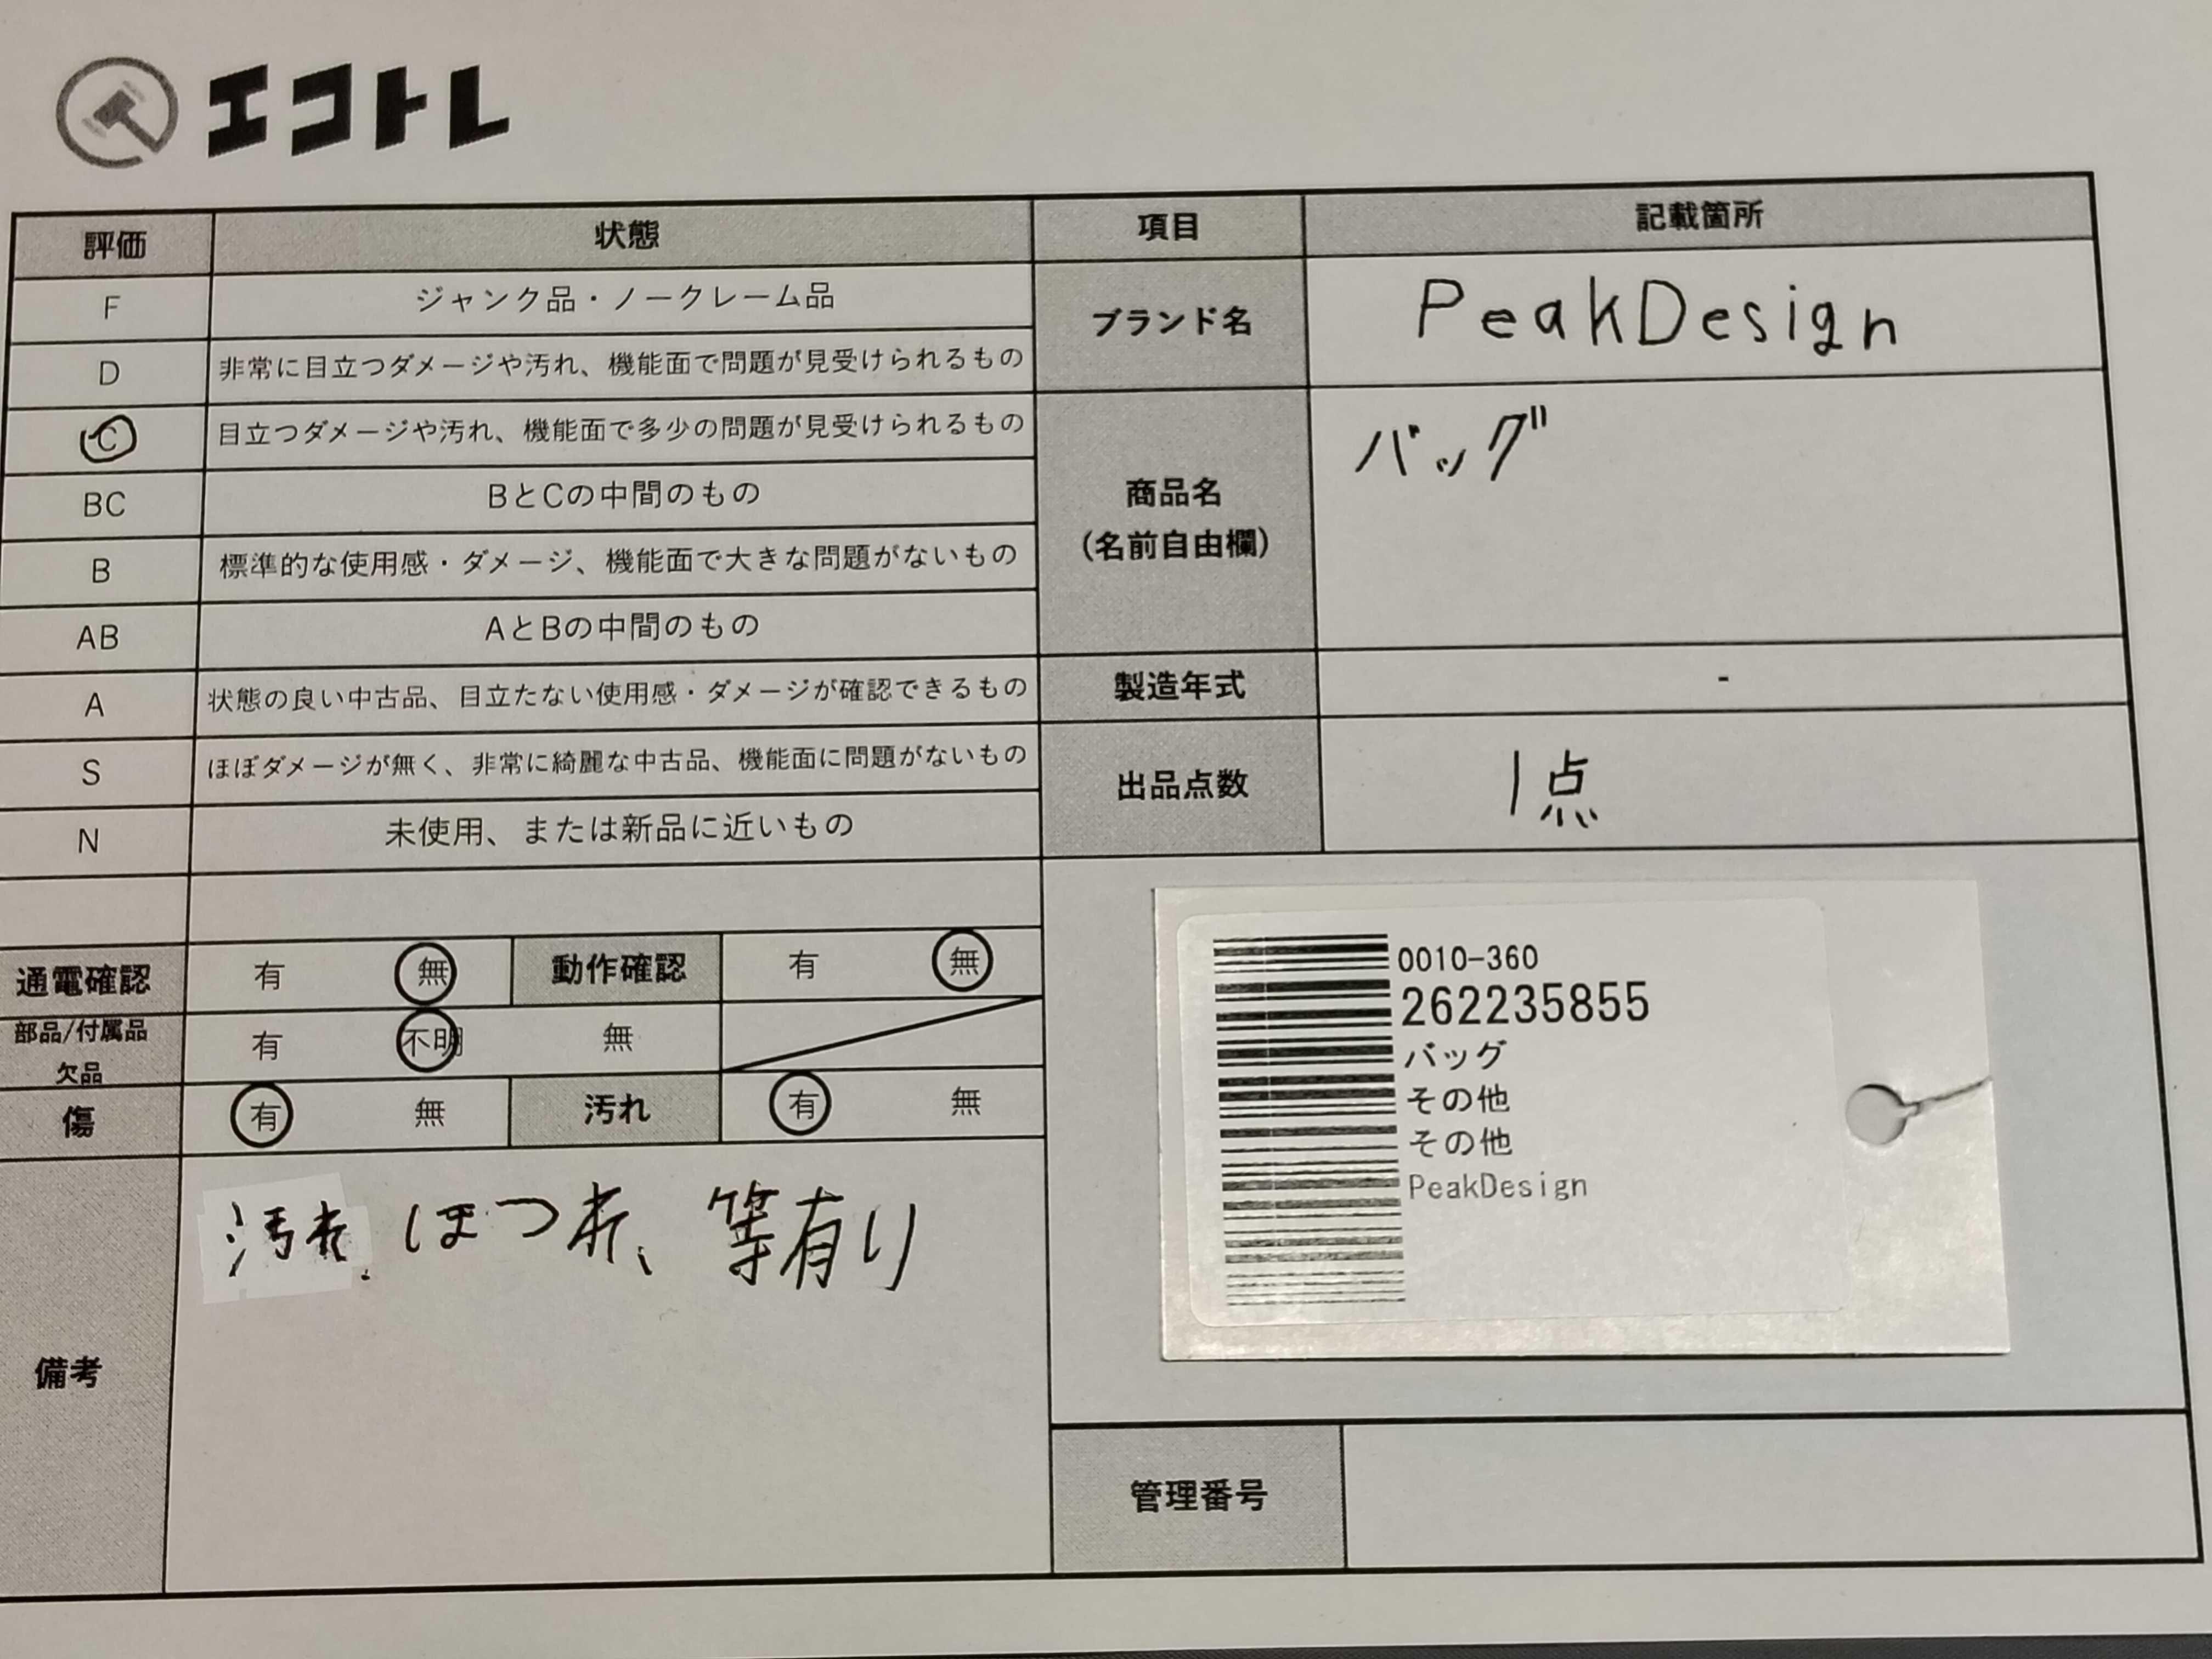 エコトレ
評価 状態 項目 記載箇所
F ジャンク品・ノークレーム品
D 非常に目立つダメージや汚れ、機能面で問題が見受けられるもの
C 目立つダメージや汚れ、機能面で多少の問題が見受けられるもの
BC BとCの中間のもの
B 標準的な使用感・ダメージ、機能面で大きな問題がないもの
AB AとBの中間のもの
A 状態の良い中古品、目立たない使用感・ダメージが確認できるもの
S ほぼダメージが無く、非常に綺麗な中古品、機能面に問題がないもの
N 未使用、または新品に近いもの
ブランド名 PeakDesign
商品名
(名前自由欄)
バッグ
製造年式 -
出品点数 1点
通電確認 有 無 動作確認 有 無
部品/付属品
欠品
有 不明 無
傷 有 無 汚れ 有 無
備考
汚れ、ほつれ、等有り
0010-360
262235855
バッグ
その他
その他
PeakDesign
管理番号